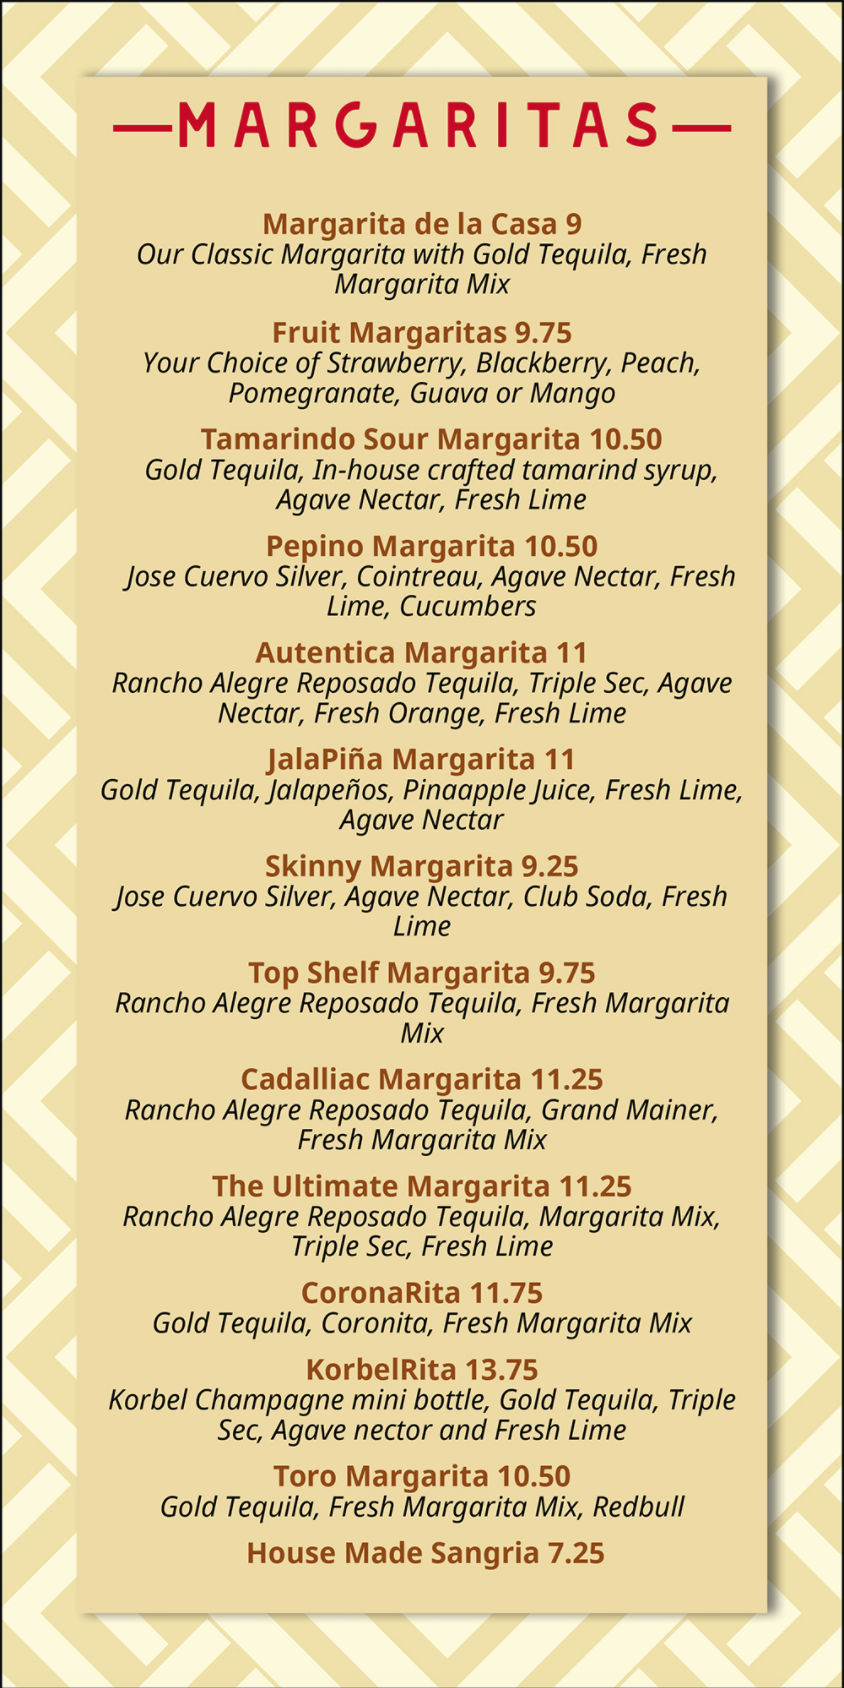 MARGARITAS
Margarita de la Casa 9
Our Classic Margarita with Gold Tequila, Fresh
Margarita Mix
Fruit Margaritas 9.75
Your Choice of Strawberry, Blackberry, Peach,
Pomegranate, Guava or Mango
Tamarindo Sour Margarita 10.50
Gold Tequila, In-house crafted tamarind syrup,
Agave Nectar, Fresh Lime
Pepino Margarita 10.50
Jose Cuervo Silver, Cointreau, Agave Nectar, Fresh
Lime, Cucumbers
Autentica Margarita 11
Rancho Alegre Reposado Tequila, Triple Sec, Agave
Nectar, Fresh Orange, Fresh Lime
JalaPiña Margarita 11
Gold Tequila, Jalapeños, Pinaapple Juice, Fresh Lime,
Agave Nectar
Skinny Margarita 9.25
Jose Cuervo Silver, Agave Nectar, Club Soda, Fresh
Lime
Top Shelf Margarita 9.75
Rancho Alegre Reposado Tequila, Fresh Margarita
Mix
Cadalliac Margarita 11.25
Rancho Alegre Reposado Tequila, Grand Mainer,
Fresh Margarita Mix
The Ultimate Margarita 11.25
Rancho Alegre Reposado Tequila, Margarita Mix,
Triple Sec, Fresh Lime
CoronaRita 11.75
Gold Tequila, Coronita, Fresh Margarita Mix
KorbelRita 13.75
Korbel Champagne mini bottle, Gold Tequila, Triple
Sec, Agave nector and Fresh Lime
Toro Margarita 10.50
Gold Tequila, Fresh Margarita Mix, Redbull
House Made Sangria 7.25